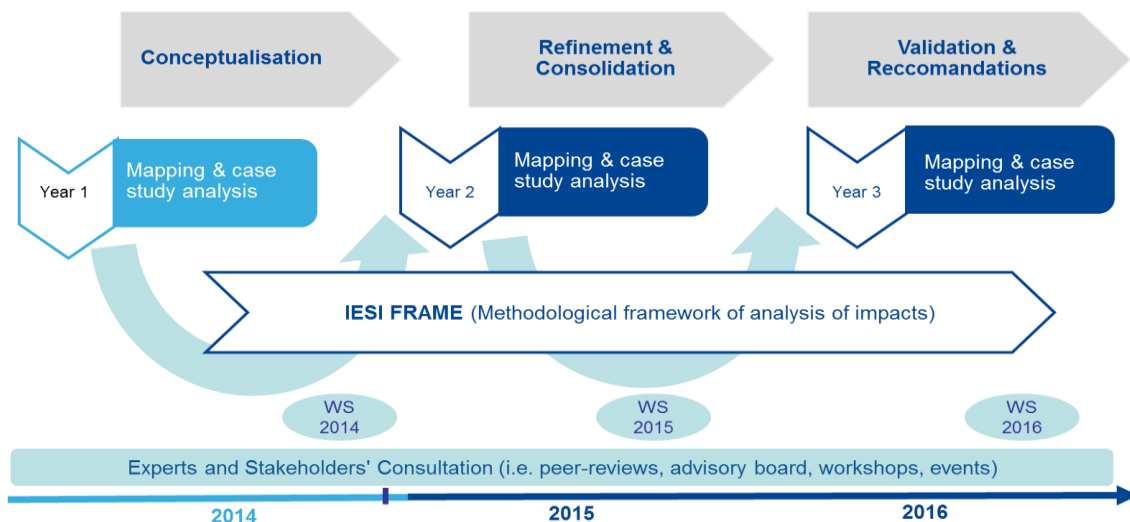 Conceptualisation
Refinement &
Consolidation
Validation &
Reccomandations
Year 1
Mapping & case
study analysis
Year 2
Mapping & case
study analysis
Year 3
Mapping & case
study analysis
IESI FRAME (Methodological framework of analysis of impacts)
WS
2014
WS
2015
WS
2016
Experts and Stakeholders' Consultation (i.e. peer-reviews, advisory board, workshops, events)
2014
2015
2016